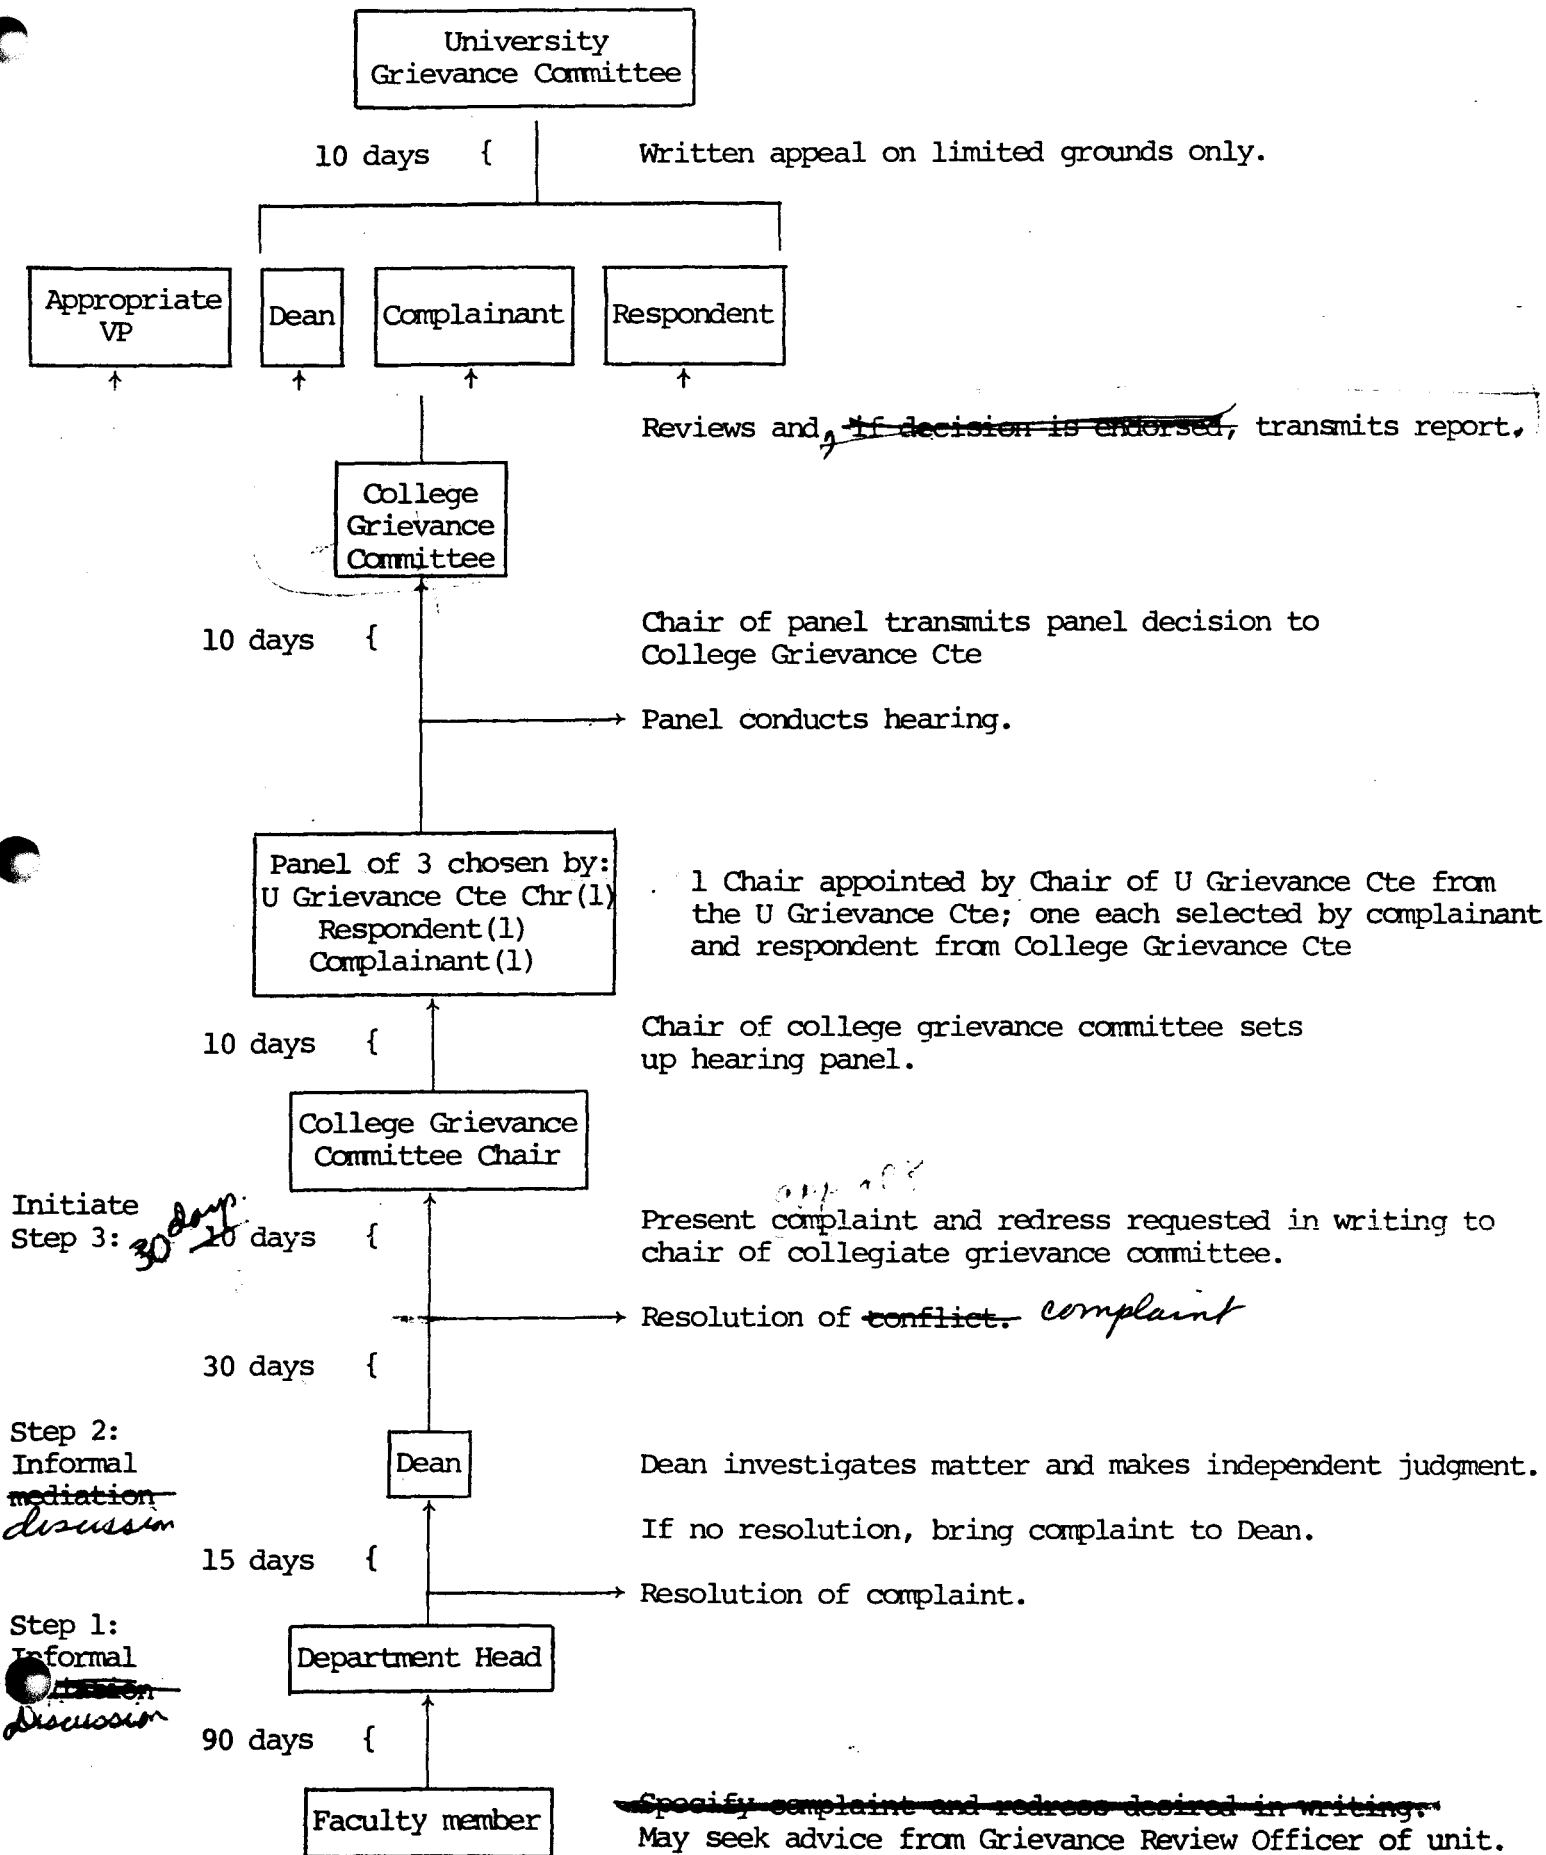 University
Grievance Committee
10 days {
Written appeal on limited grounds only.
Appropriate
VP
Dean
Complainant
Respondent
Reviews and, if decision is endorsed, transmits report.
College
Grievance
Committee
10 days {
Chair of panel transmits panel decision to
College Grievance Cte
Panel conducts hearing.
Panel of 3 chosen by:
U Grievance Cte Chr(1)
Respondent(1)
Complainant(1)
1 Chair appointed by Chair of U Grievance Cte from
the U Grievance Cte; one each selected by complainant
and respondent from College Grievance Cte
10 days {
Chair of college grievance committee sets
up hearing panel.
College Grievance
Committee Chair
Initiate
Step 3: 30 days 10 days {
Present complaint and redress requested in writing to
chair of collegiate grievance committee.
Resolution of conflict. complaint
30 days {
Step 2:
Informal
mediation
discussion
Dean
Dean investigates matter and makes independent judgment.
If no resolution, bring complaint to Dean.
15 days {
Resolution of complaint.
Step 1:
Informal
Discussion
Department Head
90 days {
Faculty member
Specify complaint and redress desired in writing.
May seek advice from Grievance Review Officer of unit.